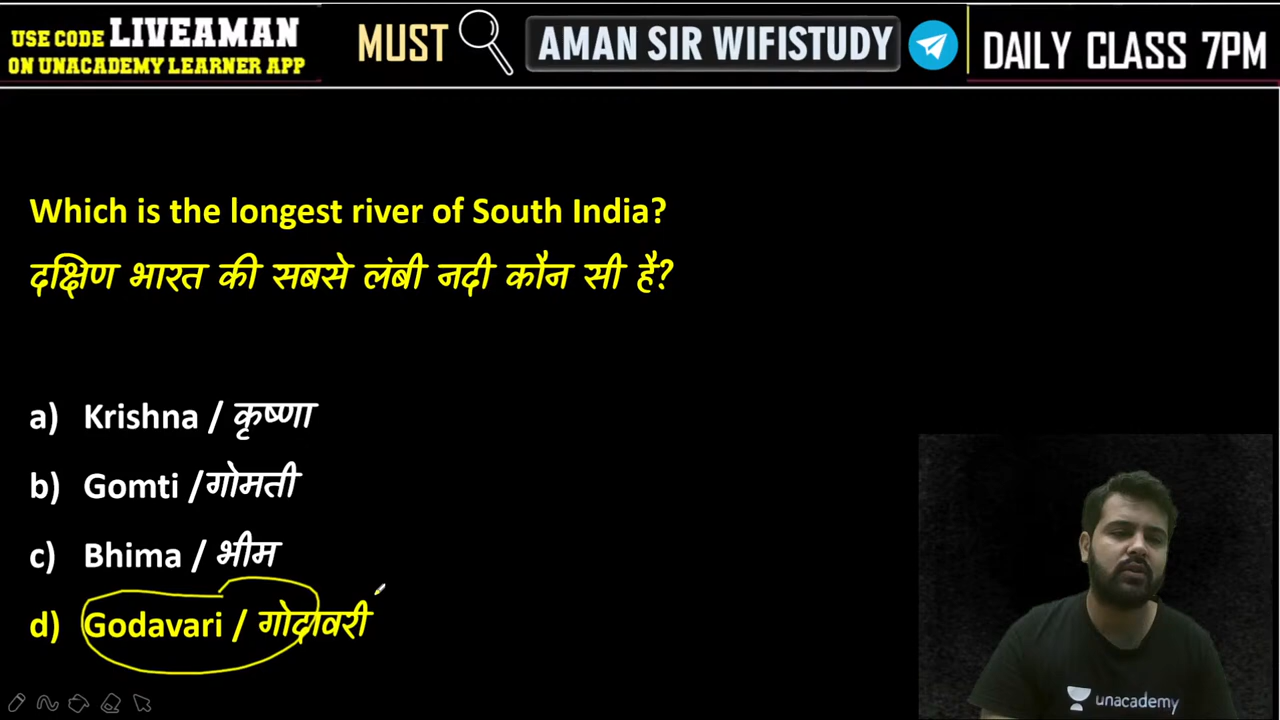 USE CODE LIVEAMAN
ON UNACADEMY LEARNER APP
MUST
AMAN SIR WIFISTUDY
DAILY CLASS 7PM
Which is the longest river of South India?
दक्षिण भारत की सबसे लंबी नदी कौन सी है?
a) Krishna / कृष्णा
b) Gomti /गोमती
c) Bhima / भीम
d) Godavari / गोदावरी
unacademy